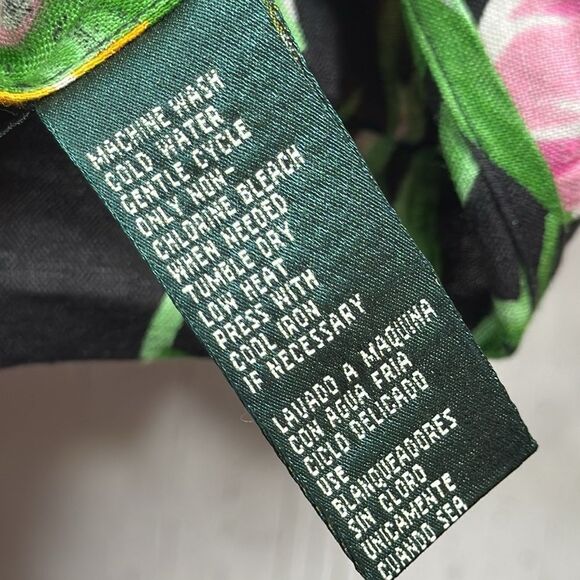 MACHINE WASH
COLD WATER
GENTLE CYCLE
ONLY NON-
CHLORINE BLEACH
WHEN NEEDED
TUMBLE DRY
LOW HEAT
PRESS WITH
COOL IRON
IF NECESSARY
LAVADO A MAQUINA
CON AGUA FRIA
CICLO DELICADO
USE
BLANQUEADORES
SIN CLORO
UNICAMENTE
CUANDO SEA